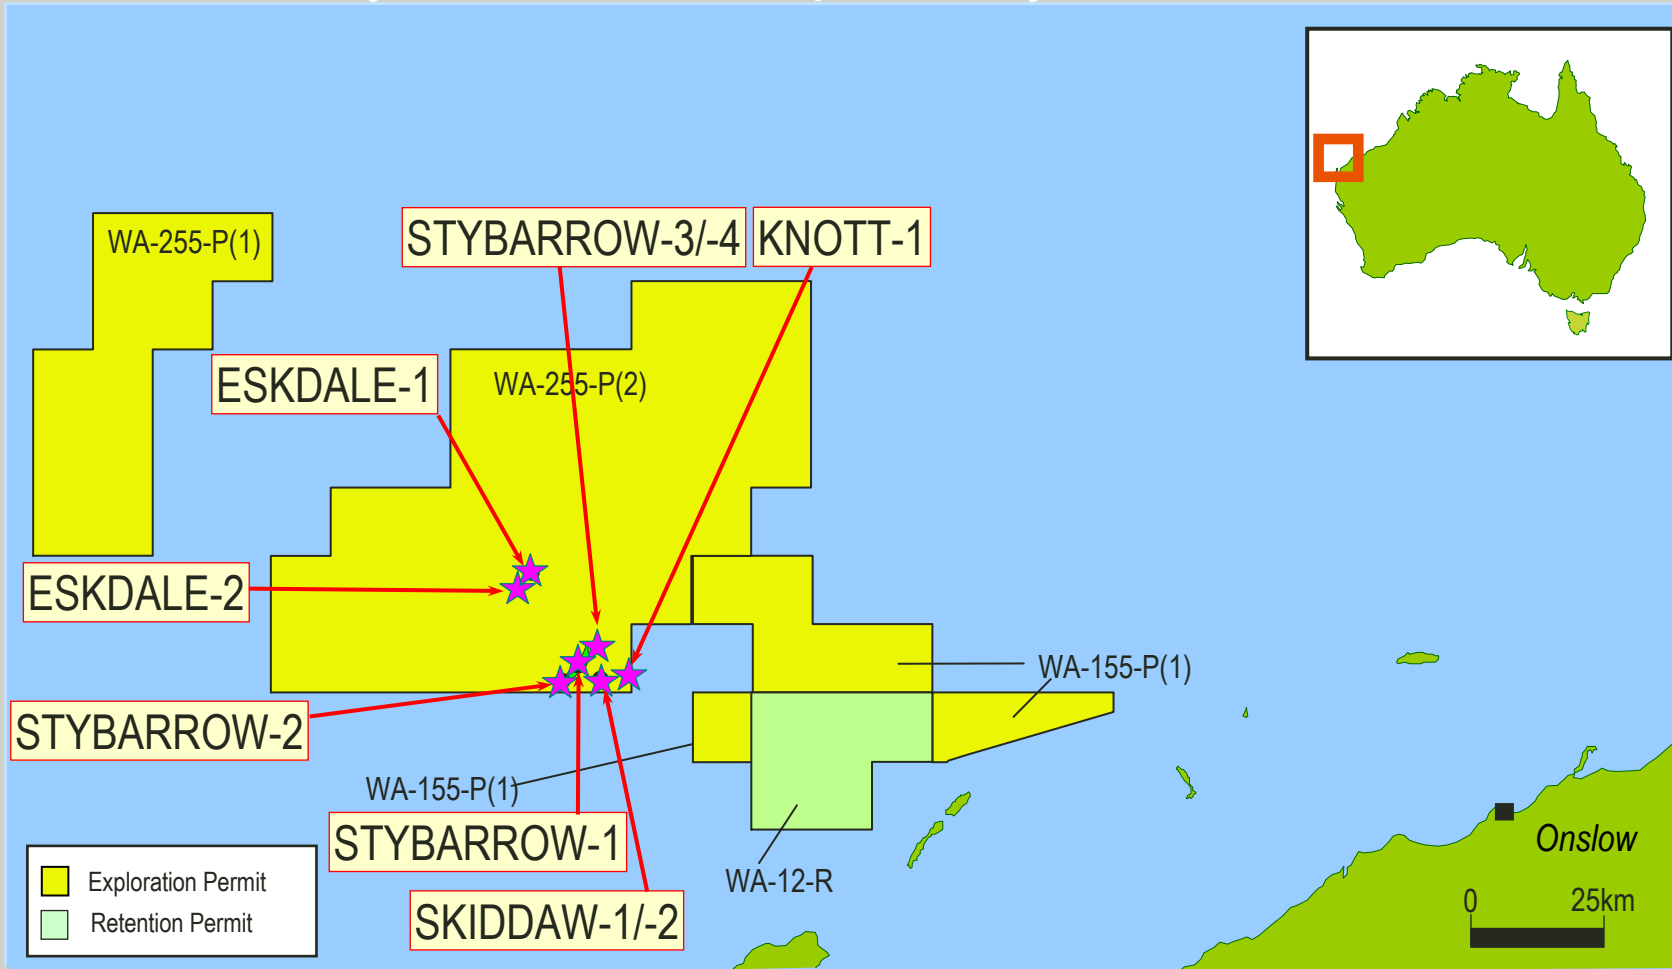 WA-255-P(1)
STYBARROW-3/-4
KNOTT-1
ESKDALE-1
WA-255-P(2)
ESKDALE-2
WA-155-P(1)
STYBARROW-2
WA-155-P(1)
STYBARROW-1
WA-12-R
SKIDDAW-1/-2
Onslow
0 25km
Exploration Permit
Retention Permit